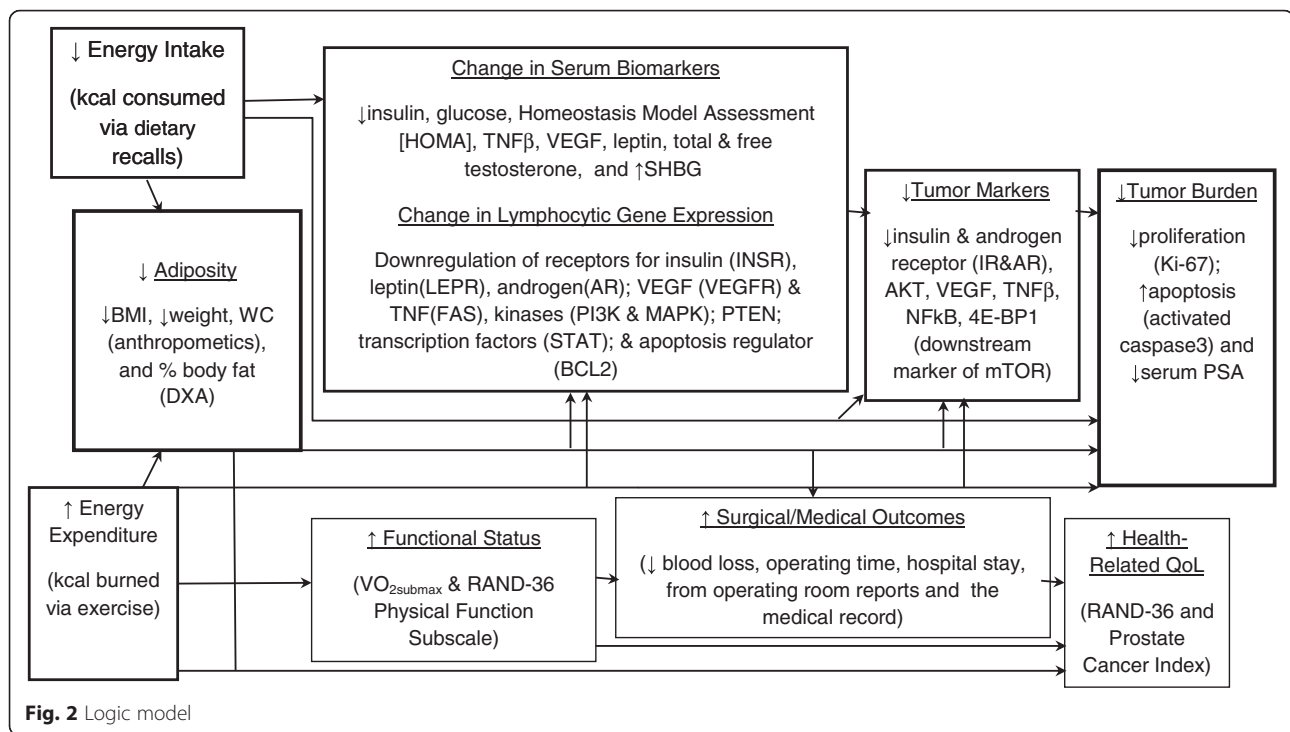 ↓ Energy Intake
(kcal consumed
via dietary
recalls)
Change in Serum Biomarkers
↓insulin, glucose, Homeostasis Model Assessment
[HOMA], TNFβ, VEGF, leptin, total & free
testosterone, and ↑SHBG
Change in Lymphocytic Gene Expression
Downregulation of receptors for insulin (INSR),
leptin(LEPR), androgen(AR); VEGF (VEGFR) &
TNF(FAS), kinases (PI3K & MAPK); PTEN;
transcription factors (STAT); & apoptosis regulator
(BCL2)
↓Tumor Markers
↓insulin & androgen
receptor (IR&AR),
AKT, VEGF, TNFβ,
NFkB, 4E-BP1
(downstream
marker of mTOR)
↓Tumor Burden
↓proliferation
(Ki-67);
↑apoptosis
(activated
caspase3) and
↓serum PSA
↓ Adiposity
↓BMI, ↓weight, WC
(anthropometics),
and % body fat
(DXA)
↑ Energy
Expenditure
(kcal burned
via exercise)
↑ Functional Status
(VO2submax & RAND-36
Physical Function
Subscale)
↑ Surgical/Medical Outcomes
(↓ blood loss, operating time, hospital stay,
from operating room reports and the
medical record)
↑ Health-
Related QoL
(RAND-36 and
Prostate
Cancer Index)
Fig. 2 Logic model